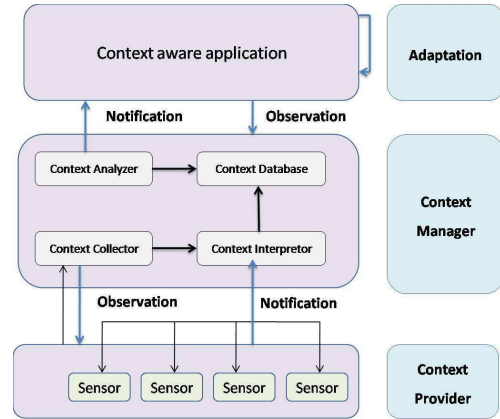 Context aware application
Adaptation
Notification
Observation
Context Analyzer
Context Database
Context
Manager
Context Collector
Context Interpretor
Observation
Notification
Sensor
Sensor
Sensor
Sensor
Context
Provider